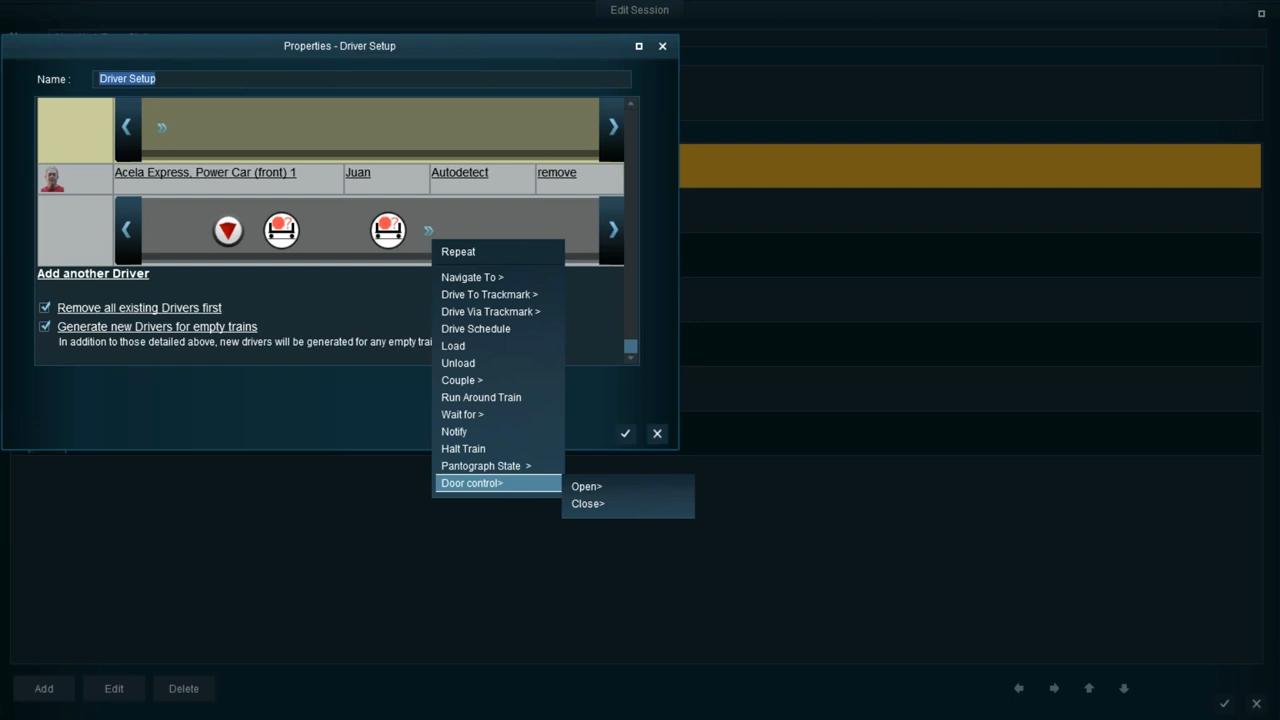 Edit Session
Properties - Driver Setup
Name :
Driver Setup
Acela Express, Power Car (front) 1
Juan
Autodetect
remove
Add another Driver
Remove all existing Drivers first
Generate new Drivers for empty trains
In addition to those detailed above, new drivers will be generated for any empty trai
Repeat
Navigate To >
Drive To Trackmark >
Drive Via Trackmark >
Drive Schedule
Load
Unload
Couple >
Run Around Train
Wait for >
Notify
Halt Train
Pantograph State >
Door control>
Open>
Close>
Add
Edit
Delete